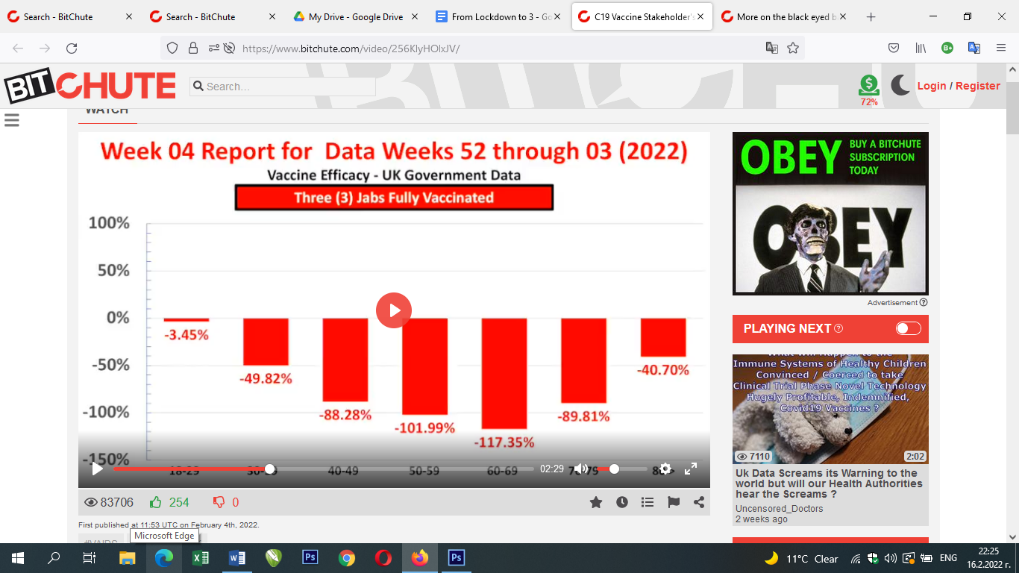 Search - BitChute
Search - BitChute
My Drive - Google Drive
From Lockdown to 3 - Go
C19 Vaccine Stakeholder'
More on the black eyed b
https://www.bitchute.com/video/256KlyHOlxJV/
BITCHUTE
Search...
72%
Login / Register
WATCH
Week 04 Report for Data Weeks 52 through 03 (2022)
Vaccine Efficacy - UK Government Data
Three (3) Jabs Fully Vaccinated
100%
50%
0%
-50%
-100%
-150%
-3.45%
-49.82%
-88.28%
-101.99%
-117.35%
-89.81%
-40.70%
18-29
40-49
50-59
60-69
02:29
83706
254
0
First published at 11:53 UTC on February 4th, 2022.
Microsoft Edge
OBEY
BUY A BITCHUTE
SUBSCRIPTION
TODAY
OBEY
Advertisement
PLAYING NEXT
Immune Systems of Healthy Children
Convinced / Coerced to take
Clinical Trial Phase Novel Technology
Hugely Profitable, Indemnified,
Covid19 Vaccines ?
7110
2:02
Uk Data Screams its Warning to the
world but will our Health Authorities
hear the Screams ?
Uncensored_Doctors
2 weeks ago
11°C Clear
ENG
22:25
16.2.2022 г.